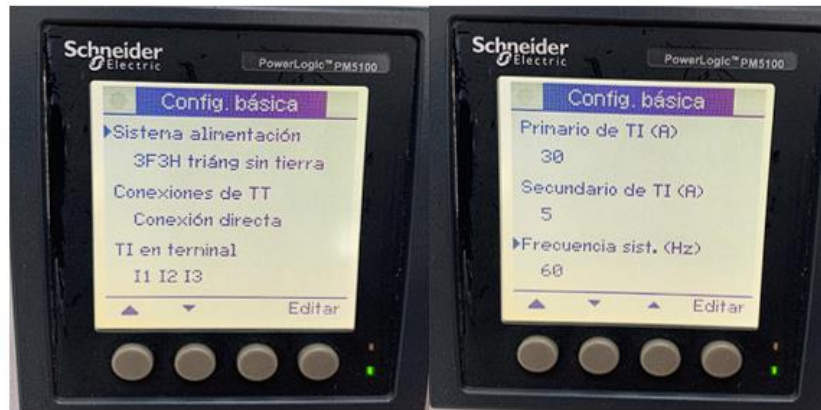 Schneider
Electric
PowerLogic™ PM5100
Config. básica
Sistema alimentación
3F3H triáng sin tierra
Conexiones de TT
Conexión directa
TI en terminal
I1 I2 I3
Editar
Schneider
Electric
PowerLogic™ PM5100
Config. básica
Primario de TI (A)
30
Secundario de TI (A)
5
Frecuencia sist. (Hz)
60
Editar